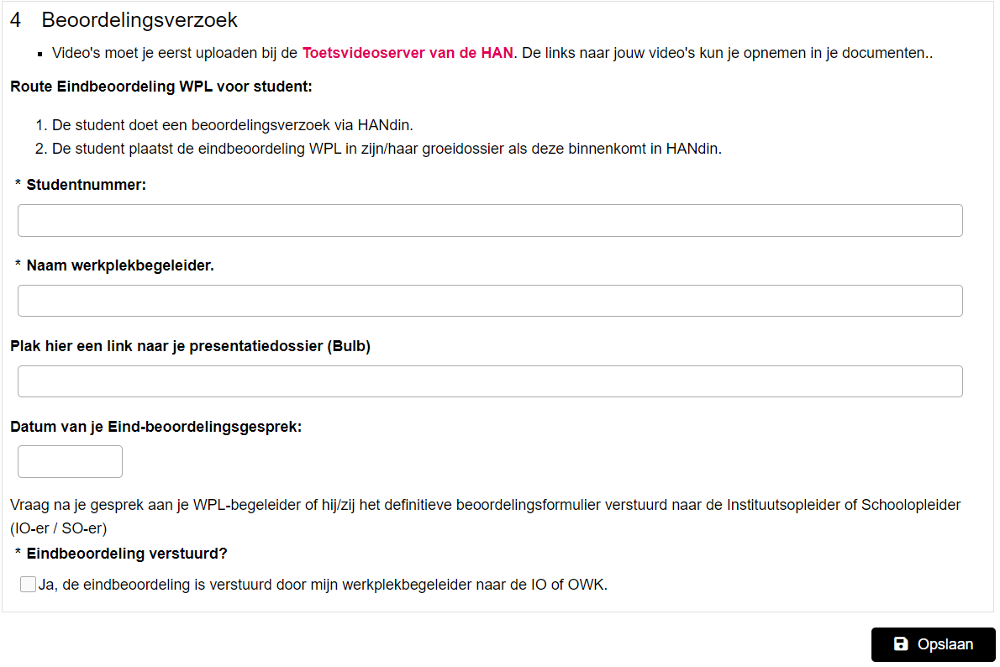 4 Beoordelingsverzoek
▪ Video's moet je eerst uploaden bij de Toetsvideoserver van de HAN. De links naar jouw video's kun je opnemen in je documenten..
Route Eindbeoordeling WPL voor student:
1. De student doet een beoordelingsverzoek via HANdin.
2. De student plaatst de eindbeoordeling WPL in zijn/haar groeidossier als deze binnenkomt in HANdin.
* Studentnummer:
* Naam werkplekbegeleider.
Plak hier een link naar je presentatiedossier (Bulb)
Datum van je Eind-beoordelingsgesprek:
Vraag na je gesprek aan je WPL-begeleider of hij/zij het definitieve beoordelingsformulier verstuurd naar de Instituutsopleider of Schoolopleider
(IO-er / SO-er)
* Eindbeoordeling verstuurd?
Ja, de eindbeoordeling is verstuurd door mijn werkplekbegeleider naar de IO of OWK.
Opslaan